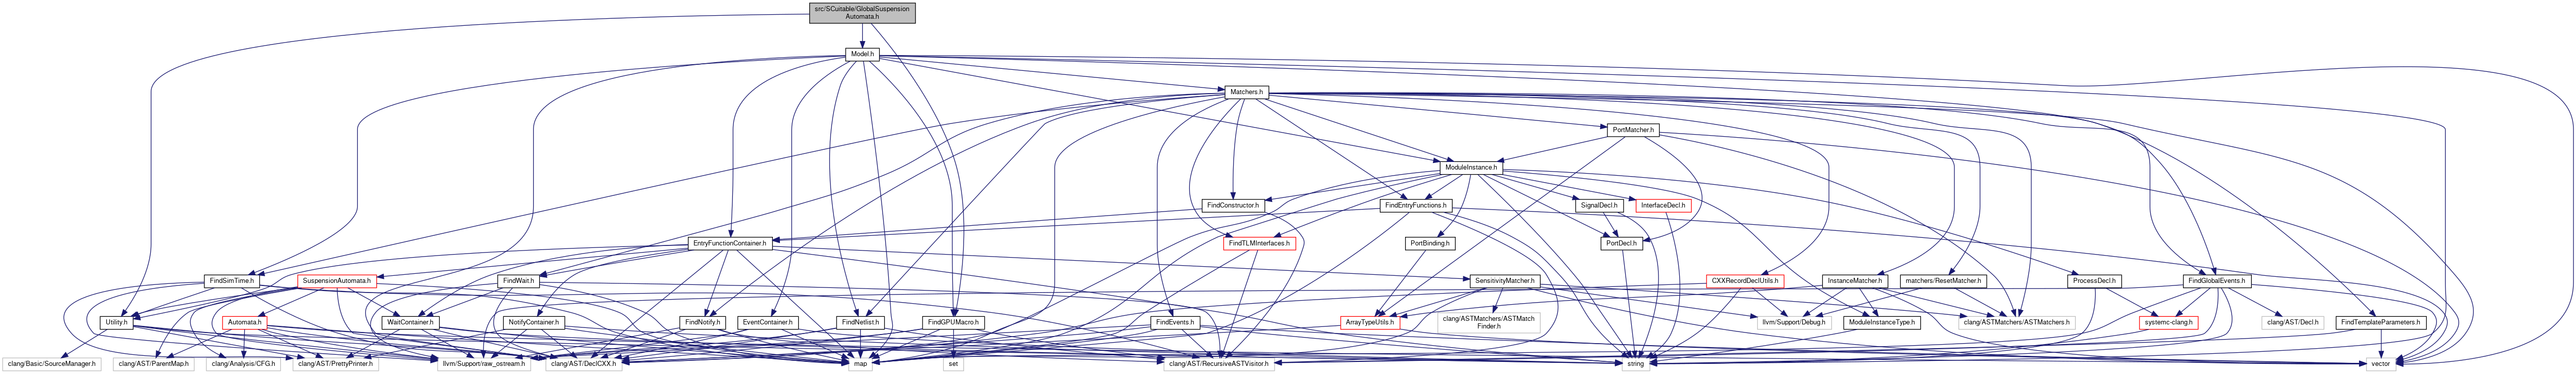 src/SCuitable/GlobalSuspension
Automata.h
Model.h
Matchers.h
PortMatcher.h
ModuleInstance.h
FindConstructor.h
FindEntryFunctions.h
SignalDecl.h
InterfaceDecl.h
EntryFunctionContainer.h
FindTLMInterfaces.h
PortBinding.h
PortDecl.h
FindSimTime.h
SuspensionAutomata.h
FindWait.h
SensitivityMatcher.h
CXXRecordDeclUtils.h
InstanceMatcher.h
matchers/ResetMatcher.h
ProcessDecl.h
FindGlobalEvents.h
Utility.h
Automata.h
WaitContainer.h
NotifyContainer.h
FindNotify.h
EventContainer.h
FindNetlist.h
FindGPUMacro.h
FindEvents.h
ArrayTypeUtils.h
clang/ASTMatchers/ASTMatch
Finder.h
llvm/Support/Debug.h
ModuleInstanceType.h
clang/ASTMatchers/ASTMatchers.h
systemc-clang.h
clang/AST/Decl.h
FindTemplateParameters.h
clang/Basic/SourceManager.h
clang/AST/ParentMap.h
clang/Analysis/CFG.h
clang/AST/PrettyPrinter.h
llvm/Support/raw_ostream.h
clang/AST/DeclCXX.h
map
set
clang/AST/RecursiveASTVisitor.h
string
vector